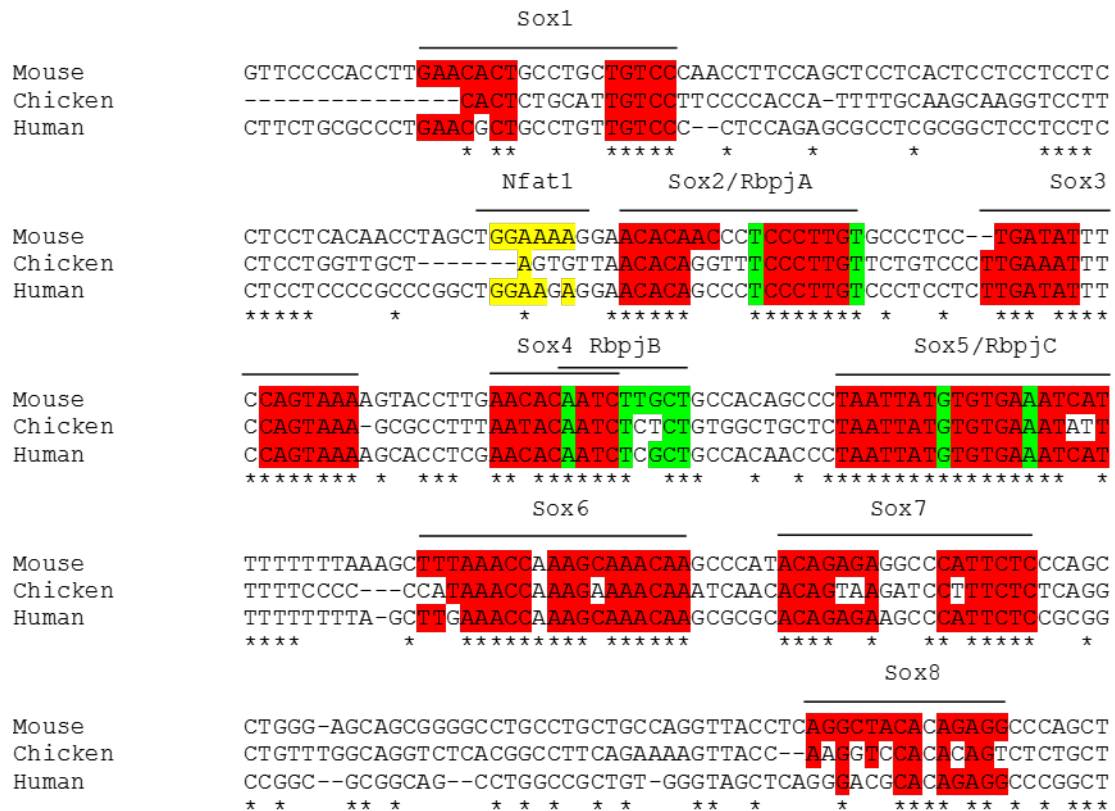 Sox1
Mouse GTTCCCCACCTTGAACACTGCCTGCTGTCCCAACCTTCCAGCTCCTCACTCCTCCTCCTC
Chicken ---------------CACTCTGCATTGTCCTTCCCCACCA-TTTTGCAAGCAAGGTCCTT
Human CTTCTGCGCCCTGAACGCTGCCTGTTGTCCC--CTCCAGAGCGCCTCGCGGCTCCTCCTC
* ** ***** * * * ****
Nfat1 Sox2/RbpjA Sox3
Mouse CTCCTCACAACCTAGCTGGAAAAGGAACACAACCCTCCCTTGTGCCCTCC--TGATATTT
Chicken CTCCTGGTTGCT-------AGTGTTAACACAGGTTTCCCTTGTTCTGTCCCTTGAAATTT
Human CTCCTCCCCGCCCGGCTGGAAGAGGAACACAGCCCTCCCTTGTCCCTCCTCTTGATATTT
***** * * ****** ******** * * *** ****
Sox4 RbpjB Sox5/RbpjC
Mouse CCAGTAAAAGTACCTTGAACACAATCTTGCTGCCACAGCCCTAATTATGTGTGAAATCAT
Chicken CCAGTAAA-GCGCCTTTAATACAATCTCTCTGTGGCTGCTCTAATTATGTGTGAAATATT
Human CCAGTAAAAGCACCTCGAACACAATCTCGCTGCCACAACCCTAATTATGTGTGAAATCAT
******** * *** ** ******* *** * * **************** *
Sox6 Sox7
Mouse TTTTTTTAAAGCTTTAAACCAAAGCAAACAAGCCCATACAGAGAGGCCCATTCTCCCAGC
Chicken TTTTCCCC---CCATAAACCAAAGAAAACAAATCAACACAGTAAGATCCTTTCTCTCAGG
Human TTTTTTTTA-GCTTGAAACCAAAGCAAACAAGCGCGCACAGAGAAGCCCATTCTCCGCGG
**** * ********* ****** **** * ** ***** *
Sox8
Mouse CTGGG-AGCAGCGGGGCCTGCCTGCTGCCAGGTTACCTCAGGCTACACAGAGGCCCAGCT
Chicken CTGTTTGGCAGGTCTCACGGCCTTCAGAAAAGTTACC--AAGGTCCACACAGTCTCTGCT
Human CCGGC--GCGGCAG--CCTGGCCGCTGT-GGGTAGCTCAGGGACGCACAGAGGCCCGGCT
* * ** * * * * * ** * * **** ** * * ***